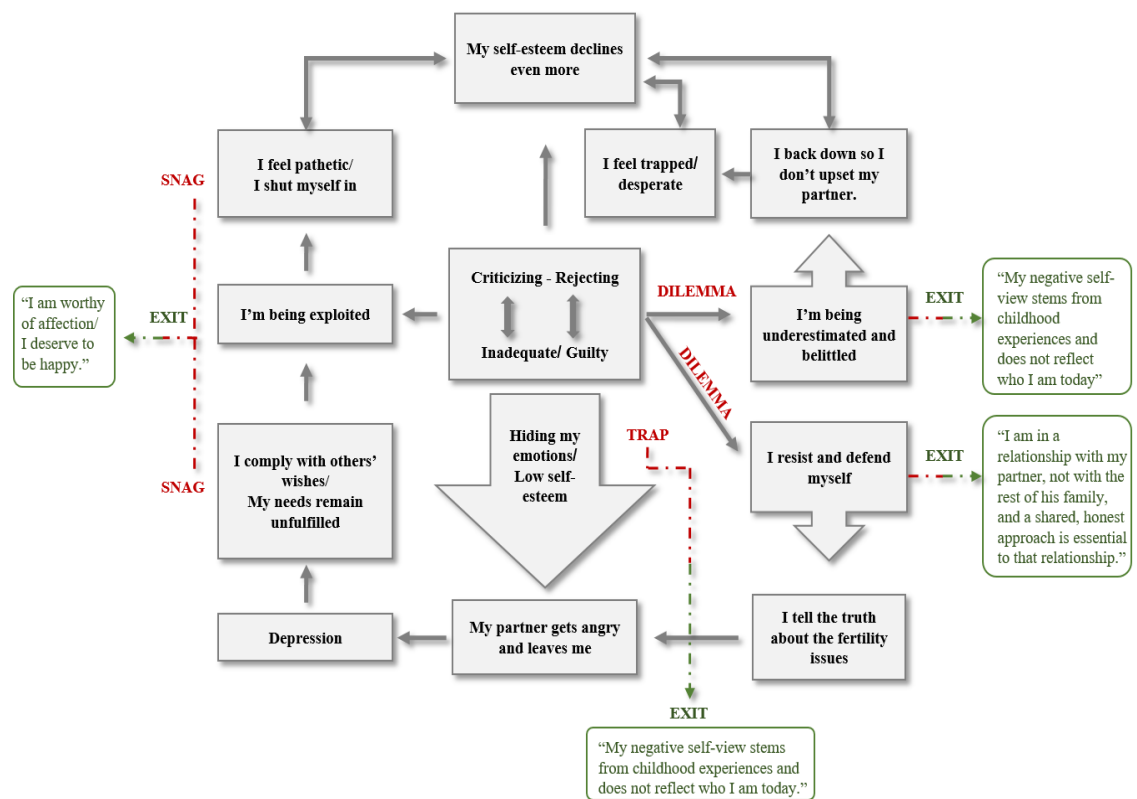 My self-esteem declines
even more
I feel pathetic/
I shut myself in
I feel trapped/
desperate
I back down so I
don’t upset my
partner.
SNAG
Criticizing - Rejecting
Inadequate/ Guilty
DILEMMA
DILEMMA
I’m being exploited
I’m being
underestimated and
belittled
EXIT
“My negative self-
view stems from
childhood
experiences and
does not reflect
who I am today”
“I am worthy
of affection/
I deserve to
be happy.”
EXIT
Hiding my
emotions/
Low self-
esteem
TRAP
I resist and defend
myself
EXIT
“I am in a
relationship with my
partner, not with the
rest of his family,
and a shared, honest
approach is essential
to that relationship.”
I comply with others’
wishes/
My needs remain
unfulfilled
SNAG
Depression
My partner gets angry
and leaves me
I tell the truth
about the fertility
issues
EXIT
“My negative self-view stems
from childhood experiences and
does not reflect who I am today.”